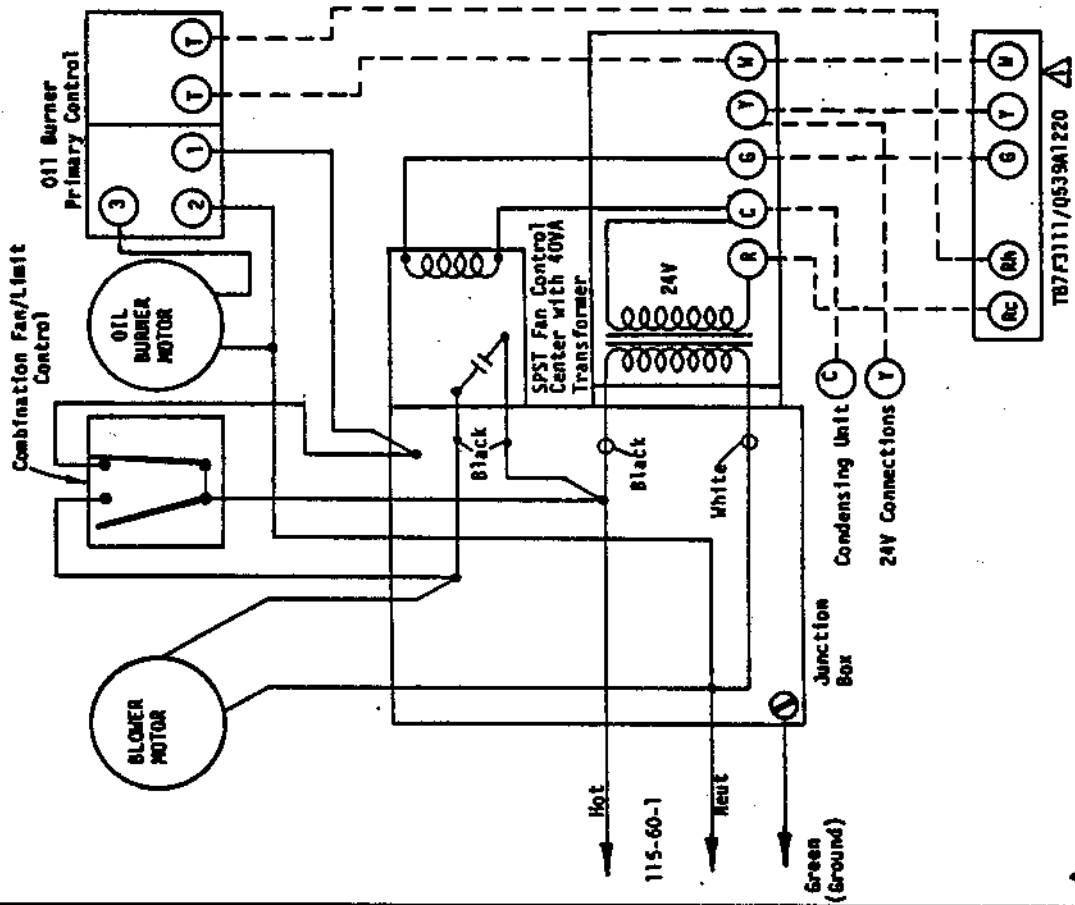 Oil Burner
Primary Control
T
T
3
1
2
Combination Fan/Limit
Control
OIL
BURNER
MOTOR
BLOWER
MOTOR
SPST Fan Control
Center with 40VA
Transformer
24V
W
Y
G
C
R
Black
Black
White
Junction
Box
Hot
115-60-1
Neut
Green
(Ground)
C
Condensing Unit
Y
24V Connections
W
Y
G
Rh
Rc
T87F3111/Q539A1220